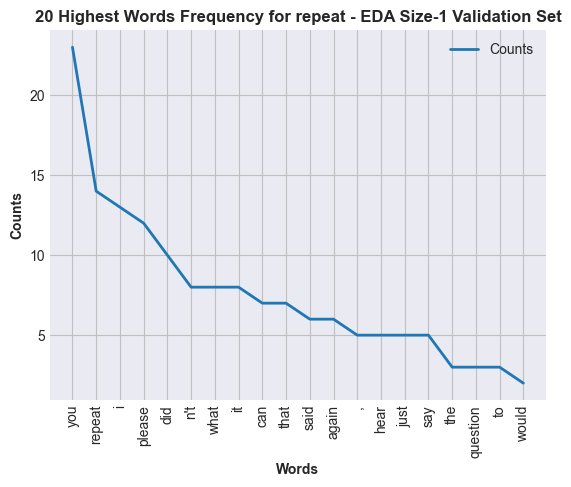 20 Highest Words Frequency for repeat - EDA Size-1 Validation Set
Counts
20
15
10
5
Counts
you
repeat
i
please
did
n't
what
it
can
that
said
again
,
hear
just
say
the
question
to
would
Words